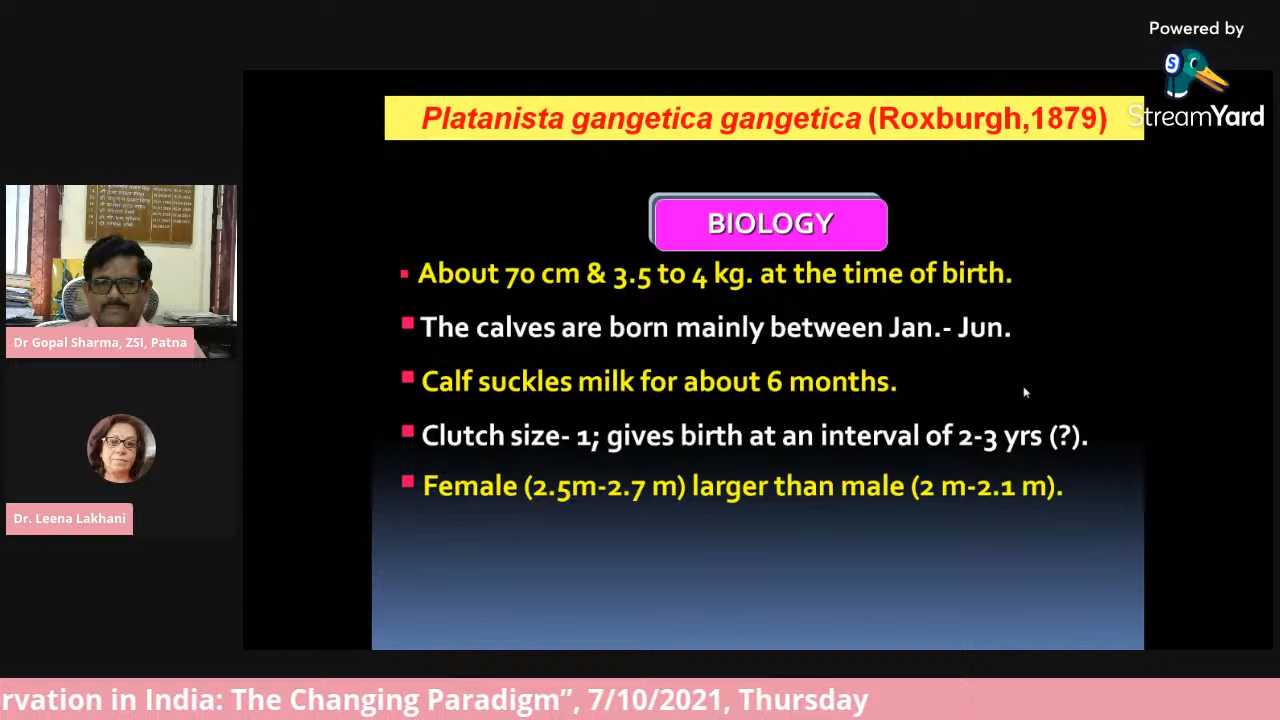 Powered by
S
StreamYard
Platanista gangetica gangetica (Roxburgh,1879)
BIOLOGY
About 70 cm & 3.5 to 4 kg. at the time of birth.
The calves are born mainly between Jan.- Jun.
Calf suckles milk for about 6 months.
Clutch size- 1; gives birth at an interval of 2-3 yrs (?).
Female (2.5m-2.7 m) larger than male (2 m-2.1 m).
Dr Gopal Sharma, ZSI, Patna
Dr. Leena Lakhani
rvation in India: The Changing Paradigm”, 7/10/2021, Thursday